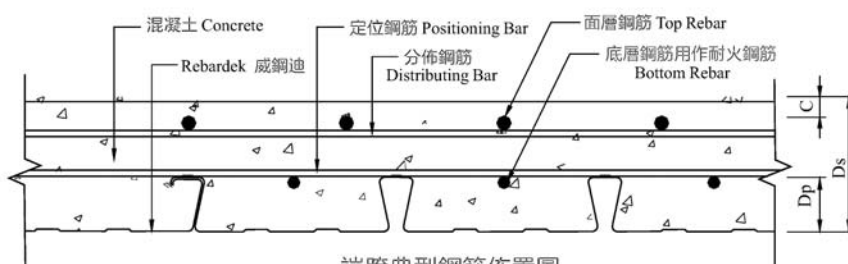 混凝土 Concrete
定位鋼筋 Positioning Bar
面層鋼筋 Top Rebar
Rebardek 威鋼迪
分佈鋼筋
Distributing Bar
底層鋼筋用作耐火鋼筋
Bottom Rebar
C
Ds
Dp